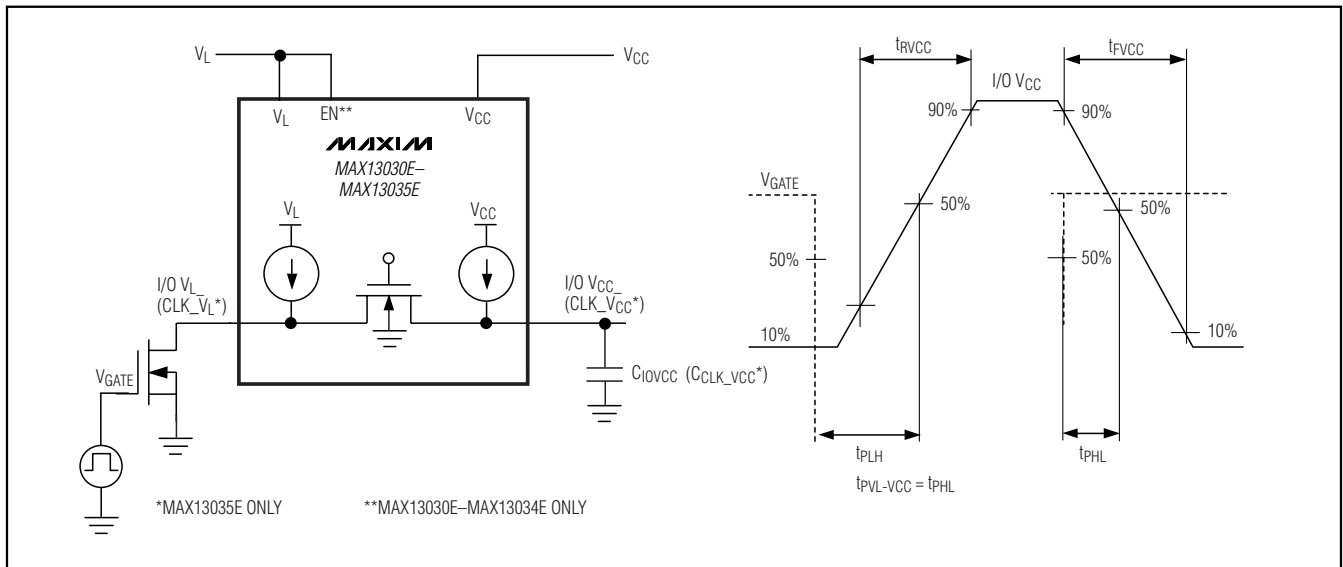 VL
VCC
VL
EN**
VCC
MAXIM
MAX13030E–
MAX13035E
VL
VCC
I/O VL_
(CLK_VL*)
I/O VCC_
(CLK_VCC*)
VGATE
CIOVCC (CCLK_VCC*)
*MAX13035E ONLY
**MAX13030E–MAX13034E ONLY
tRVCC
tFVCC
I/O VCC
90%
90%
VGATE
50%
50%
50%
50%
10%
10%
tPLH
tPHL
tPVL-VCC = tPHL